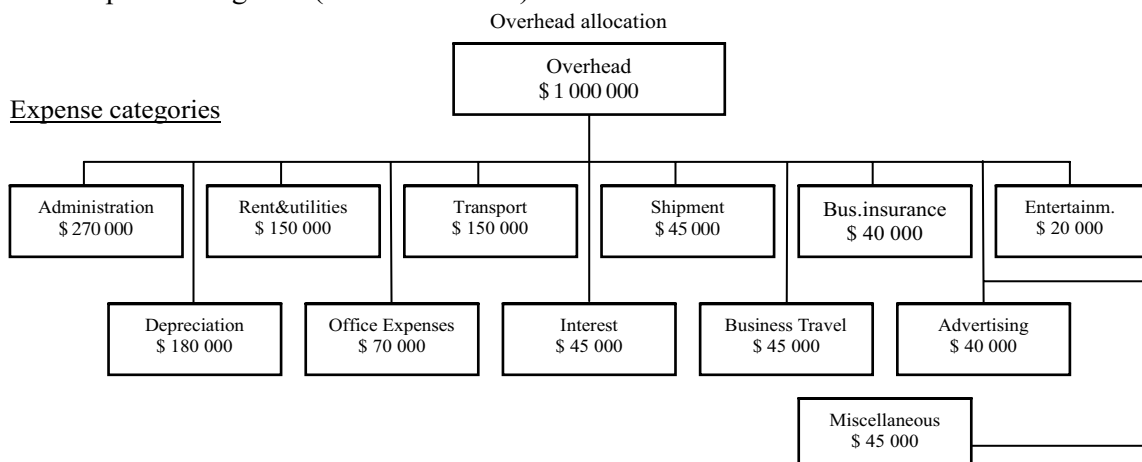 Overhead allocation
Overhead
$ 1 000 000
Expense categories
Administration
$ 270 000
Rent&utilities
$ 150 000
Transport
$ 150 000
Shipment
$ 45 000
Bus.insurance
$ 40 000
Entertainm.
$ 20 000
Depreciation
$ 180 000
Office Expenses
$ 70 000
Interest
$ 45 000
Business Travel
$ 45 000
Advertising
$ 40 000
Miscellaneous
$ 45 000